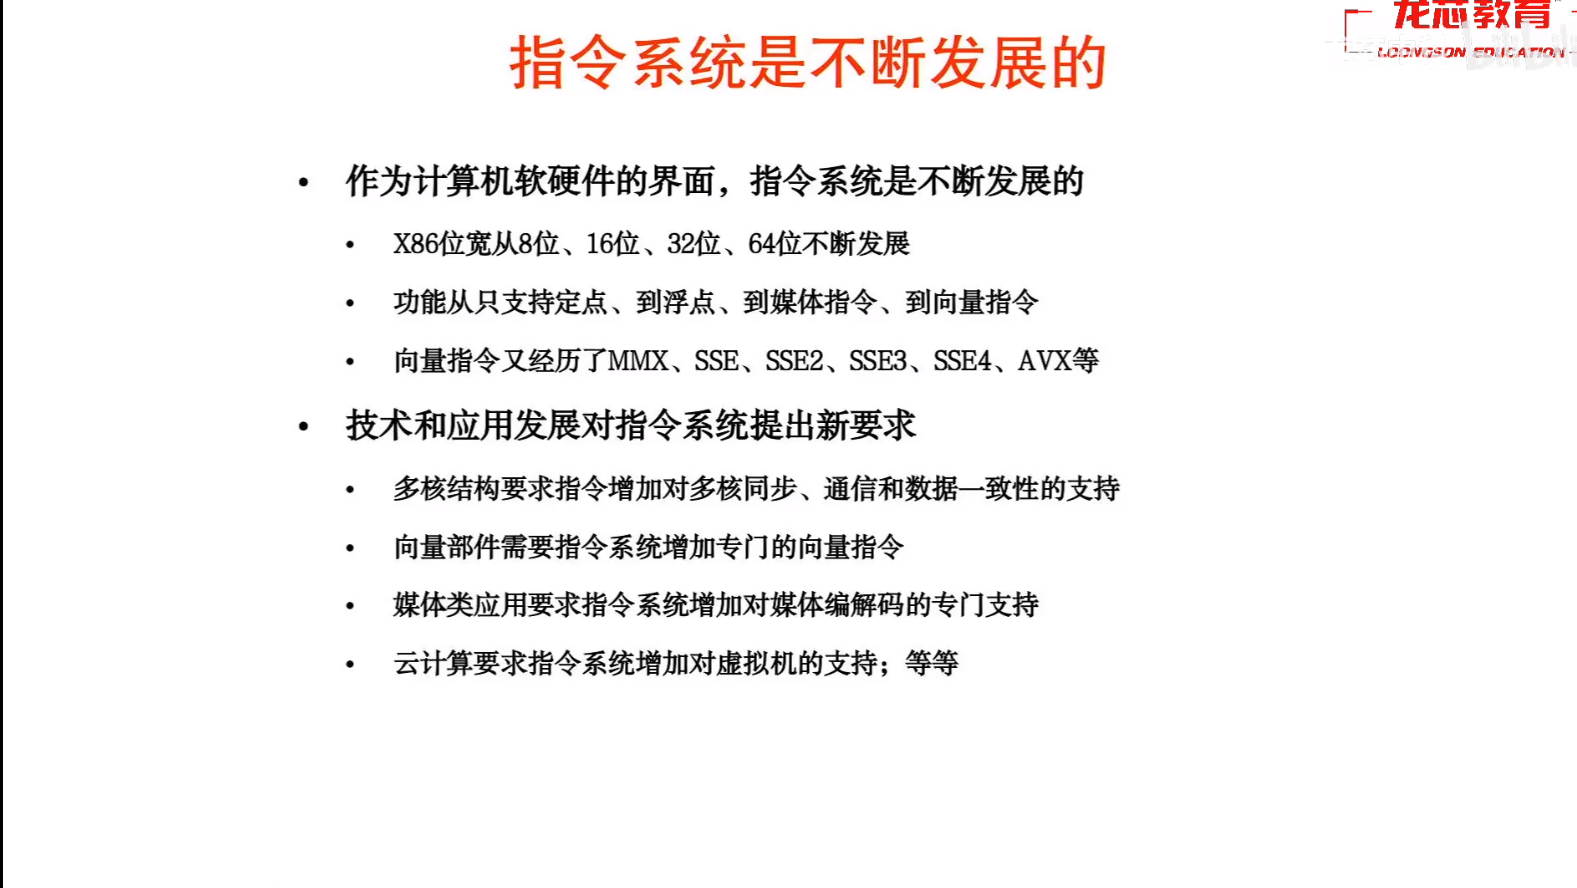 龙芯教育
LOONGSON EDUCATION
指令系统是不断发展的
• 作为计算机软硬件的界面，指令系统是不断发展的
• X86位宽从8位、16位、32位、64位不断发展
• 功能从只支持定点、到浮点、到媒体指令、到向量指令
• 向量指令又经历了MMX、SSE、SSE2、SSE3、SSE4、AVX等
• 技术和应用发展对指令系统提出新要求
• 多核结构要求指令增加对多核同步、通信和数据一致性的支持
• 向量部件需要指令系统增加专门的向量指令
• 媒体类应用要求指令系统增加对媒体编解码的专门支持
• 云计算要求指令系统增加对虚拟机的支持；等等